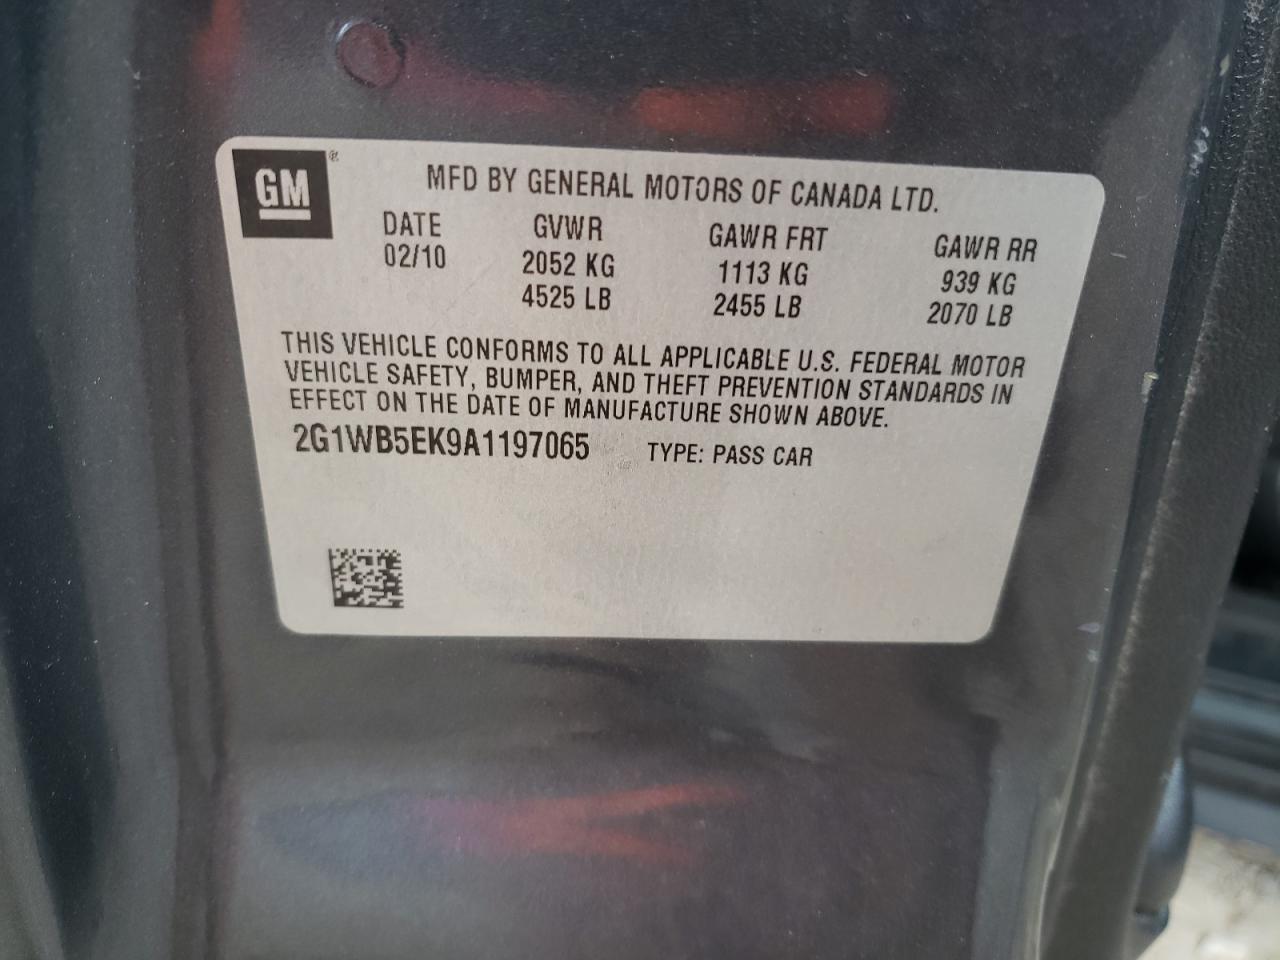 GM ®
MFD BY GENERAL MOTORS OF CANADA LTD.
DATE GVWR GAWR FRT GAWR RR
02/10 2052 KG 1113 KG 939 KG
4525 LB 2455 LB 2070 LB
THIS VEHICLE CONFORMS TO ALL APPLICABLE U.S. FEDERAL MOTOR
VEHICLE SAFETY, BUMPER, AND THEFT PREVENTION STANDARDS IN
EFFECT ON THE DATE OF MANUFACTURE SHOWN ABOVE.
2G1WB5EK9A1197065 TYPE: PASS CAR